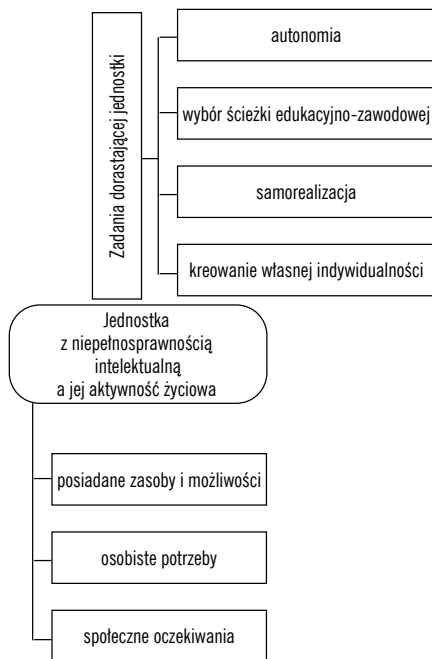 Zadania dorastającej jednostki
autonomia
wybór ścieżki edukacyjno-zawodowej
samorealizacja
kreowanie własnej indywidualności
Jednostka
z niepełnosprawnością
intelektualną
a jej aktywność życiowa
posiadane zasoby i możliwości
osobiste potrzeby
społeczne oczekiwania